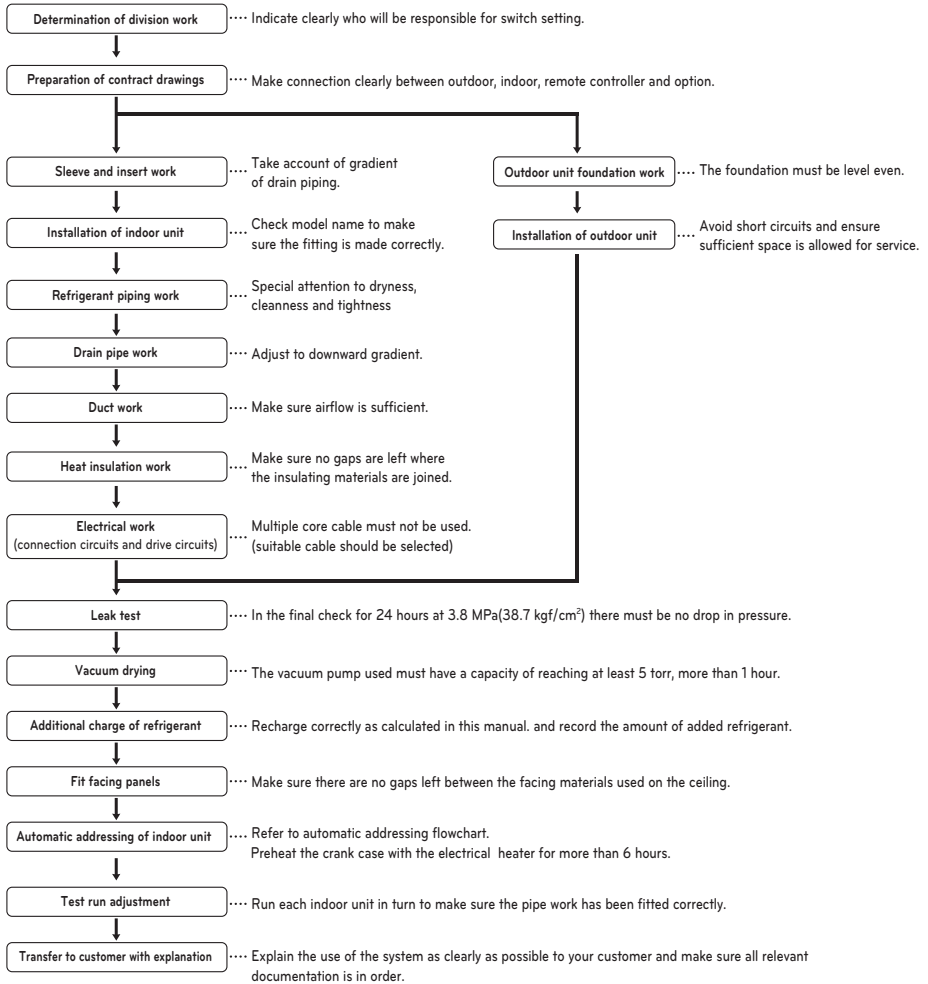 Determination of division work
···· Indicate clearly who will be responsible for switch setting.
Preparation of contract drawings
···· Make connection clearly between outdoor, indoor, remote controller and option.
Sleeve and insert work
···· Take account of gradient
of drain piping.
Outdoor unit foundation work
···· The foundation must be level even.
Installation of indoor unit
···· Check model name to make
sure the fitting is made correctly.
Installation of outdoor unit
···· Avoid short circuits and ensure
sufficient space is allowed for service.
Refrigerant piping work
···· Special attention to dryness,
cleanness and tightness
Drain pipe work
···· Adjust to downward gradient.
Duct work
···· Make sure airflow is sufficient.
Heat insulation work
···· Make sure no gaps are left where
the insulating materials are joined.
Electrical work
(connection circuits and drive circuits)
···· Multiple core cable must not be used.
(suitable cable should be selected)
Leak test
···· In the final check for 24 hours at 3.8 MPa(38.7 kgf/cm²) there must be no drop in pressure.
Vacuum drying
···· The vacuum pump used must have a capacity of reaching at least 5 torr, more than 1 hour.
Additional charge of refrigerant
···· Recharge correctly as calculated in this manual. and record the amount of added refrigerant.
Fit facing panels
···· Make sure there are no gaps left between the facing materials used on the ceiling.
Automatic addressing of indoor unit
···· Refer to automatic addressing flowchart.
Preheat the crank case with the electrical heater for more than 6 hours.
Test run adjustment
···· Run each indoor unit in turn to make sure the pipe work has been fitted correctly.
Transfer to customer with explanation
···· Explain the use of the system as clearly as possible to your customer and make sure all relevant
documentation is in order.